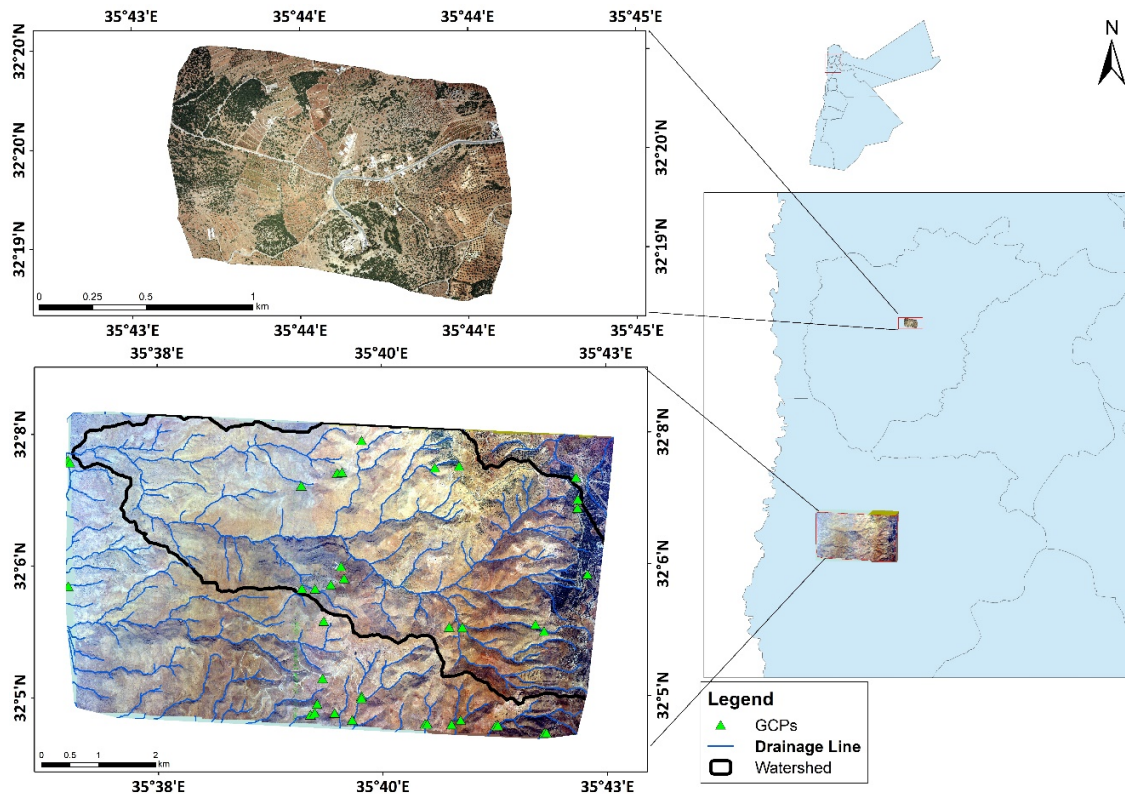 35°43'E 35°44'E 35°45'E
N
32°20'N 32°20'N
32°20'N 32°20'N
32°19'N 32°19'N
0 0.25 0.5 1
km
35°43'E 35°44'E 35°44'E 35°45'E
35°38'E 35°40'E 35°43'E
32°8'N 32°8'N
32°6'N 32°6'N
32°5'N 32°5'N
0 0.5 1 2
km
35°38'E 35°40'E 35°43'E
Legend
GCPs
Drainage Line
Watershed